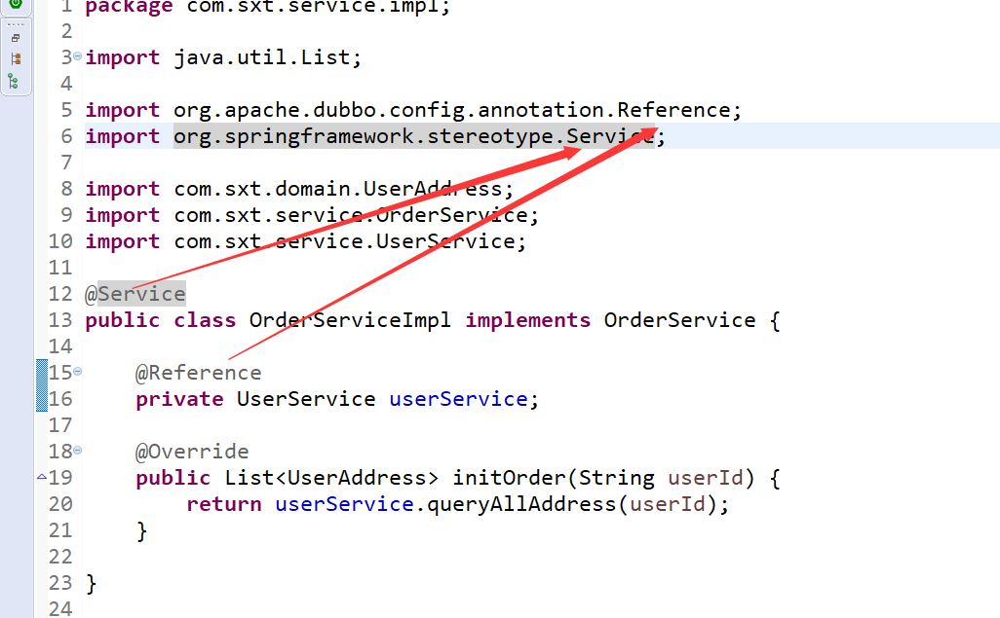 1 package com.sxt.service.impl;
2
3 import java.util.List;
4
5 import org.apache.dubbo.config.annotation.Reference;
6 import org.springframework.stereotype.Service;
7
8 import com.sxt.domain.UserAddress;
9 import com.sxt.service.OrderService;
10 import com.sxt.service.UserService;
11
12 @Service
13 public class OrderServiceImpl implements OrderService {
14
15 @Reference
16 private UserService userService;
17
18 @Override
19 public List<UserAddress> initOrder(String userId) {
20 return userService.queryAllAddress(userId);
21 }
22
23 }
24